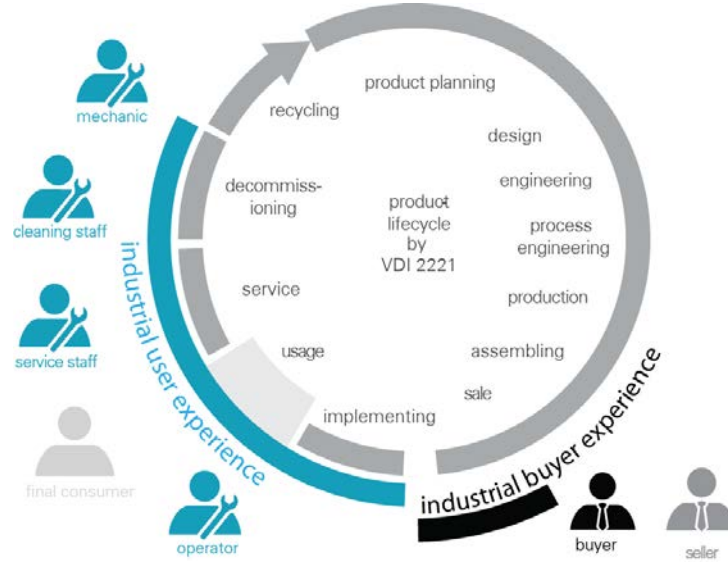 mechanic
cleaning staff
service staff
final consumer
operator
industrial user experience
recycling
product planning
design
engineering
process
engineering
production
assembling
sale
implementing
usage
service
decommiss-
ioning
product
lifecycle
by
VDI 2221
industrial buyer experience
buyer
seller